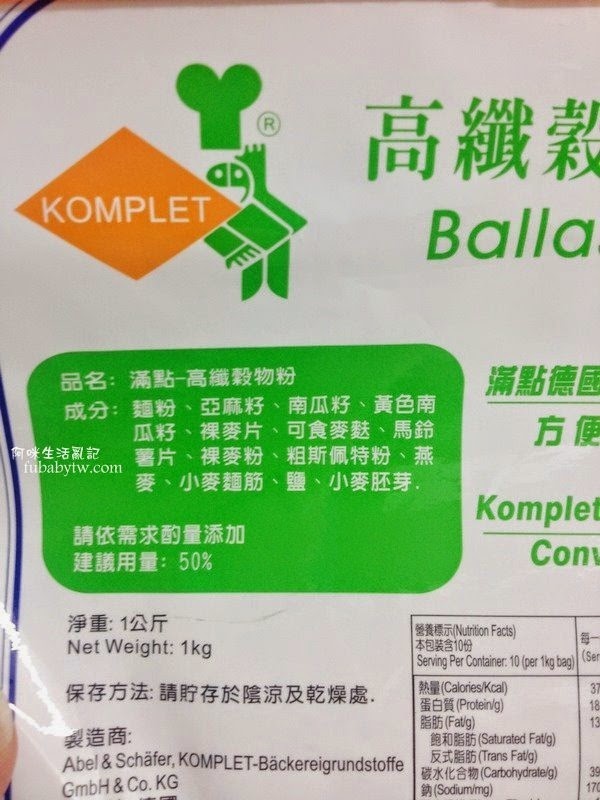 KOMPLET
®
高纖穀
Balla
品名: 滿點-高纖穀物粉
成分: 麵粉、亞麻籽、南瓜籽、黃色南
瓜籽、裸麥片、可食麥麩、馬鈴
薯片、裸麥粉、粗斯佩特粉、燕
麥、小麥麵筋、鹽、小麥胚芽.
請依需求酌量添加
建議用量: 50%
阿咪生活亂記
fubabytw.com
滿點德國
方便
Komplet
Conv
淨重: 1公斤
Net Weight: 1kg
保存方法: 請貯存於陰涼及乾燥處.
製造商:
Abel & Schäfer, KOMPLET-Bäckereigrundstoffe
GmbH & Co. KG
營養標示(Nutrition Facts)
本包裝含10份
Serving Per Container: 10 (per 1kg bag)
每一
(Ser
熱量(Calories/Kcal) 37
蛋白質(Protein/g) 18
脂肪(Fat/g) 13
飽和脂肪(Saturated Fat/g)
反式脂肪(Trans Fat/g)
碳水化合物(Carbohydrate/g) 39
鈉(Sodium/mg) 170